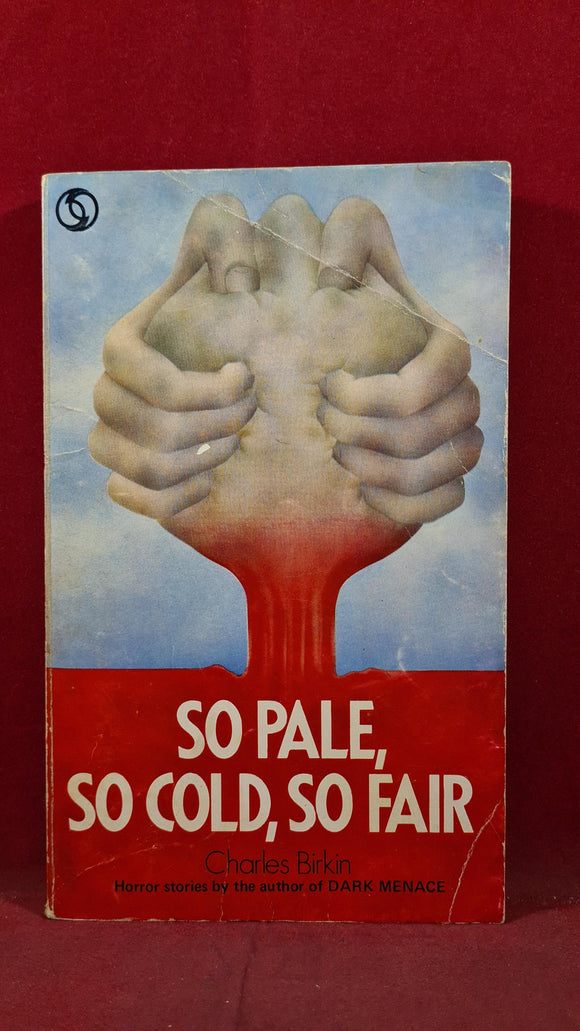 SO PALE,
SO COLD, SO FAIR
Charles Birkin
Horror stories by the author of DARK MENACE